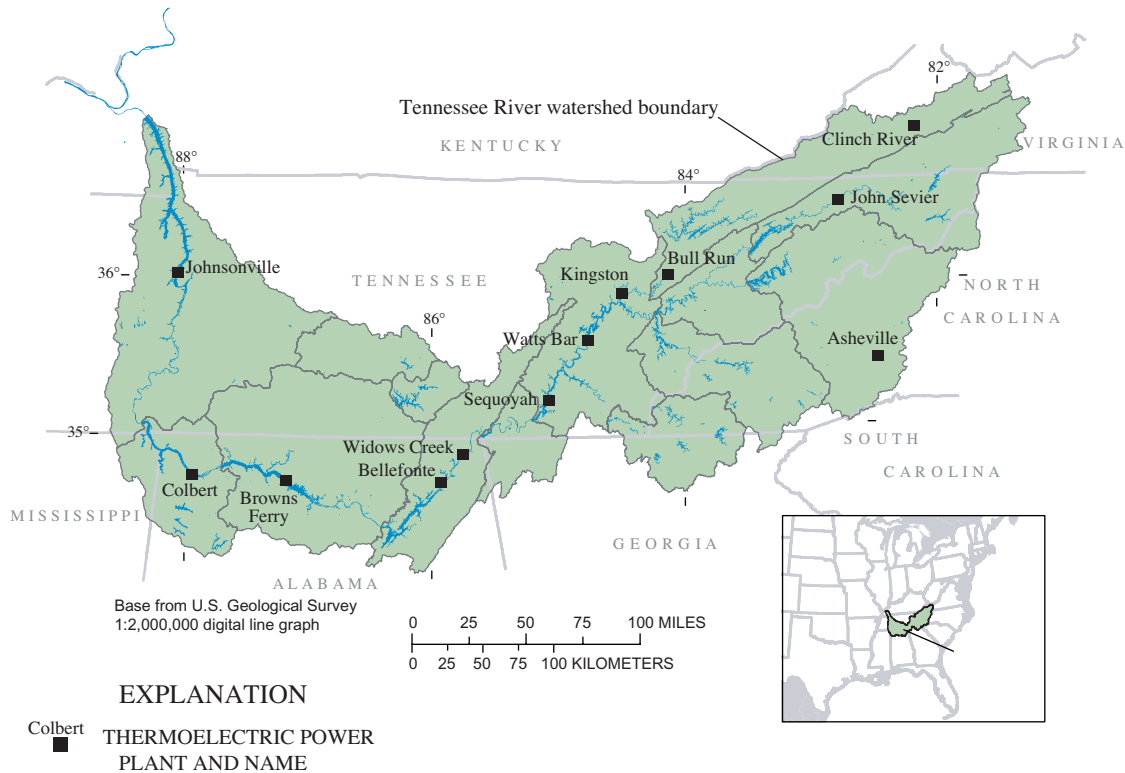 82°
Tennessee River watershed boundary
KENTUCKY
Clinch River
VIRGINIA
88°
84°
John Sevier
Johnsonville
36°
TENNESSEE
Kingston
Bull Run
NORTH
CAROLINA
86°
Watts Bar
Asheville
Sequoyah
35°
SOUTH
CAROLINA
Widows Creek
Bellefonte
Colbert
Browns
Ferry
MISSISSIPPI
GEORGIA
ALABAMA
Base from U.S. Geological Survey
1:2,000,000 digital line graph
0 25 50 75 100 MILES
0 25 50 75 100 KILOMETERS
EXPLANATION
Colbert
THERMOELECTRIC POWER
PLANT AND NAME